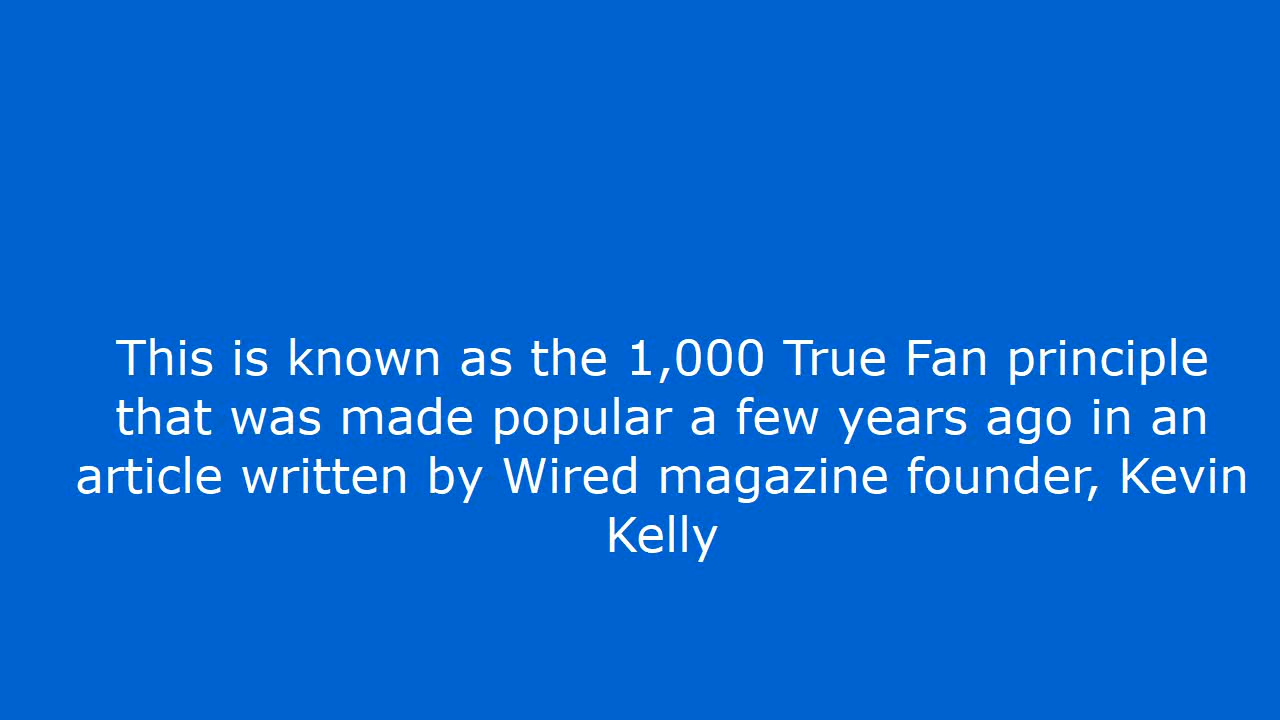 This is known as the 1,000 True Fan principle
that was made popular a few years ago in an
article written by Wired magazine founder, Kevin
Kelly